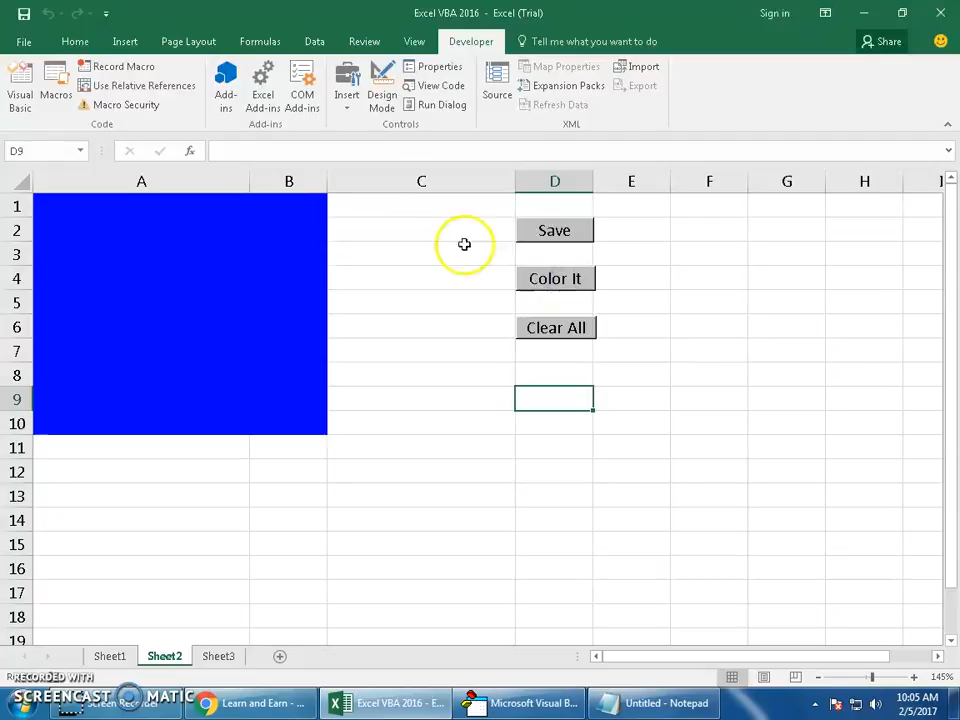 Excel VBA 2016 - Excel (Trial)
Sign in
File
Home
Insert
Page Layout
Formulas
Data
Review
View
Developer
Tell me what you want to do
Share
Visual Basic
Macros
Record Macro
Use Relative References
Macro Security
Code
Add-ins
Excel Add-ins
COM Add-ins
Add-ins
Insert
Design Mode
Properties
View Code
Run Dialog
Controls
Source
Map Properties
Expansion Packs
Refresh Data
Import
Export
XML
D9
fx
A B C D E F G H I
1
2
3
4
5
6
7
8
9
10
11
12
13
14
15
16
17
18
19
Save
Color It
Clear All
Sheet1
Sheet2
Sheet3
145%
RECORDED WITH
SCREENCAST MATIC
Learn and Earn - ...
Excel VBA 2016 - E...
Microsoft Visual B...
Untitled - Notepad
10:05 AM
2/5/2017